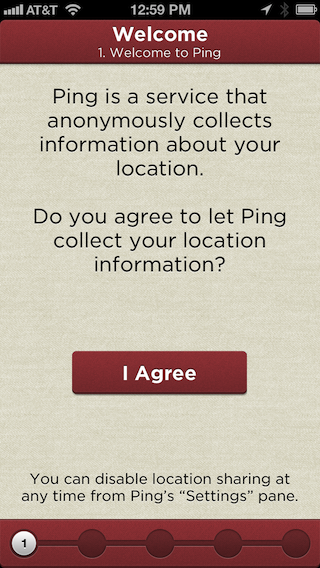 AT&T 12:59 PM
Welcome
1. Welcome to Ping
Ping is a service that
anonymously collects
information about your
location.
Do you agree to let Ping
collect your location
information?
I Agree
You can disable location sharing at
any time from Ping’s “Settings” pane.
1